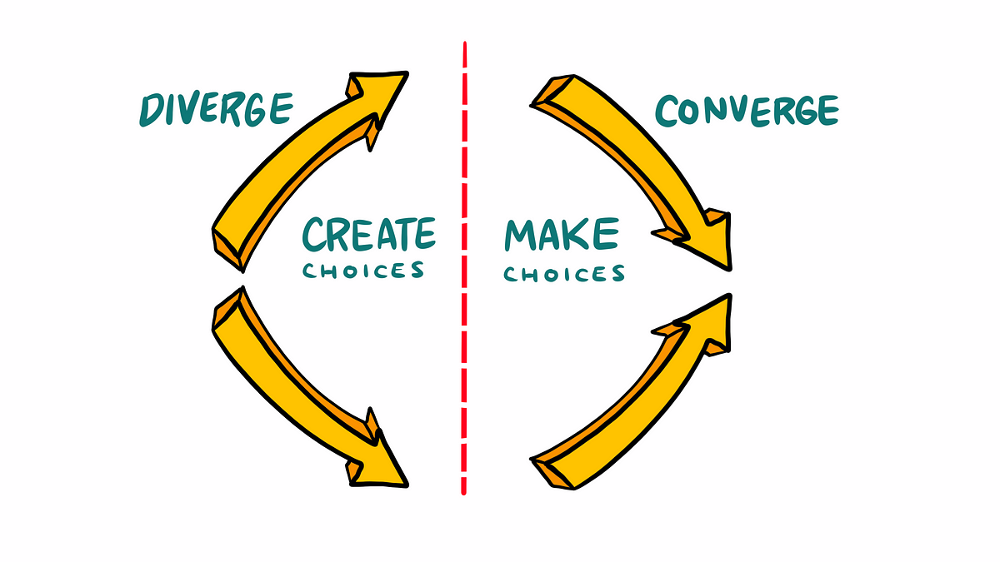 DIVERGE
CREATE
CHOICES
CONVERGE
MAKE
CHOICES